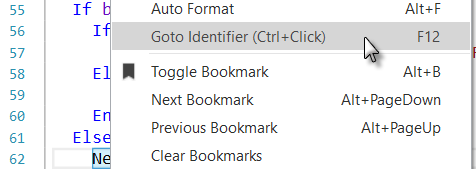 55 If b Auto Format Alt+F
56 If Goto Identifier (Ctrl+Click) F12
57
58 El Toggle Bookmark Alt+B
59 Next Bookmark Alt+PageDown
60 En Previous Bookmark Alt+PageUp
61 Else
62 Ne Clear Bookmarks